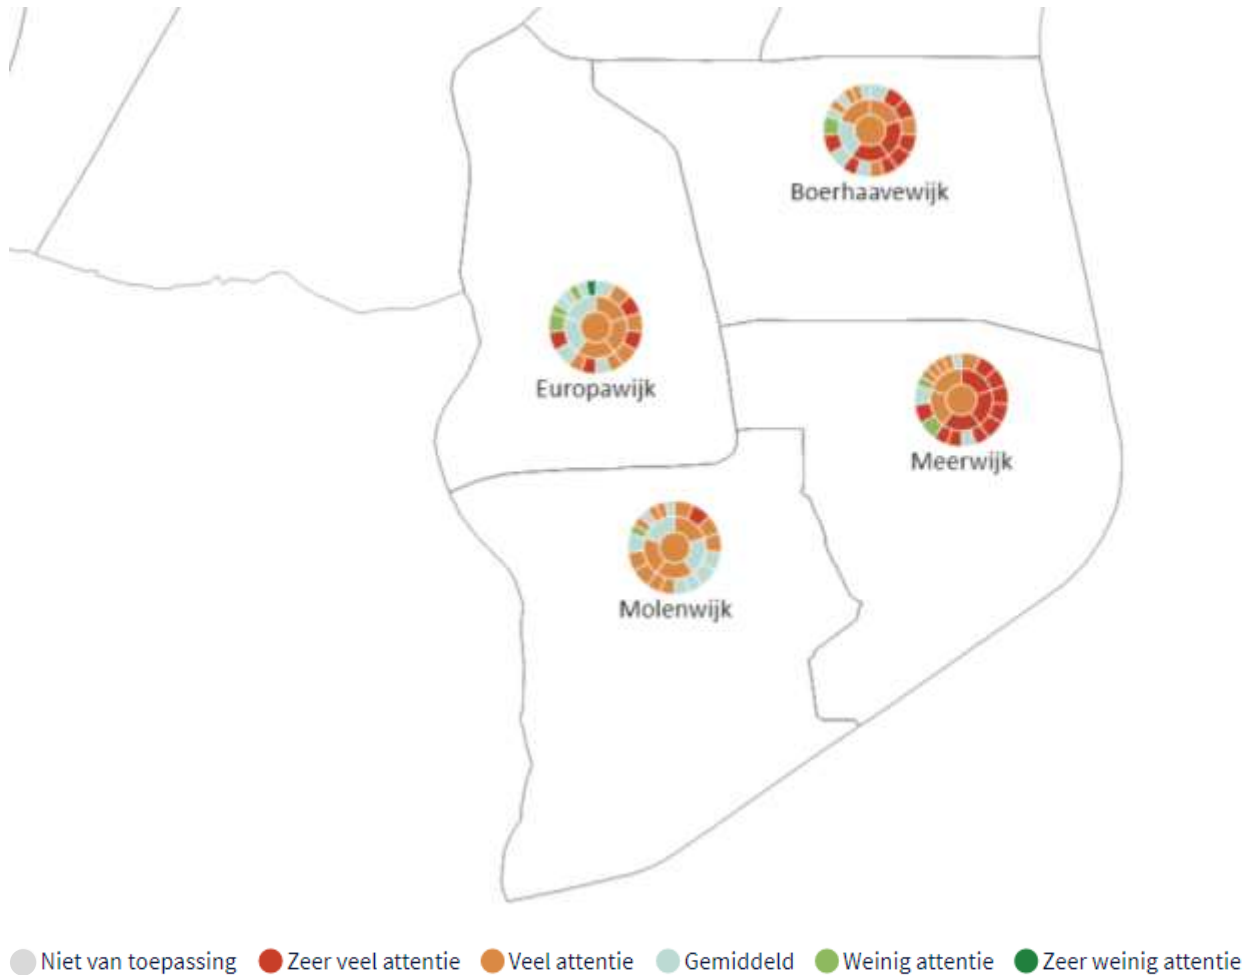 Boerhaavewijk
Europawijk
Meerwijk
Molenwijk
Niet van toepassing Zeer veel attentie Veel attentie Gemiddeld Weinig attentie Zeer weinig attentie